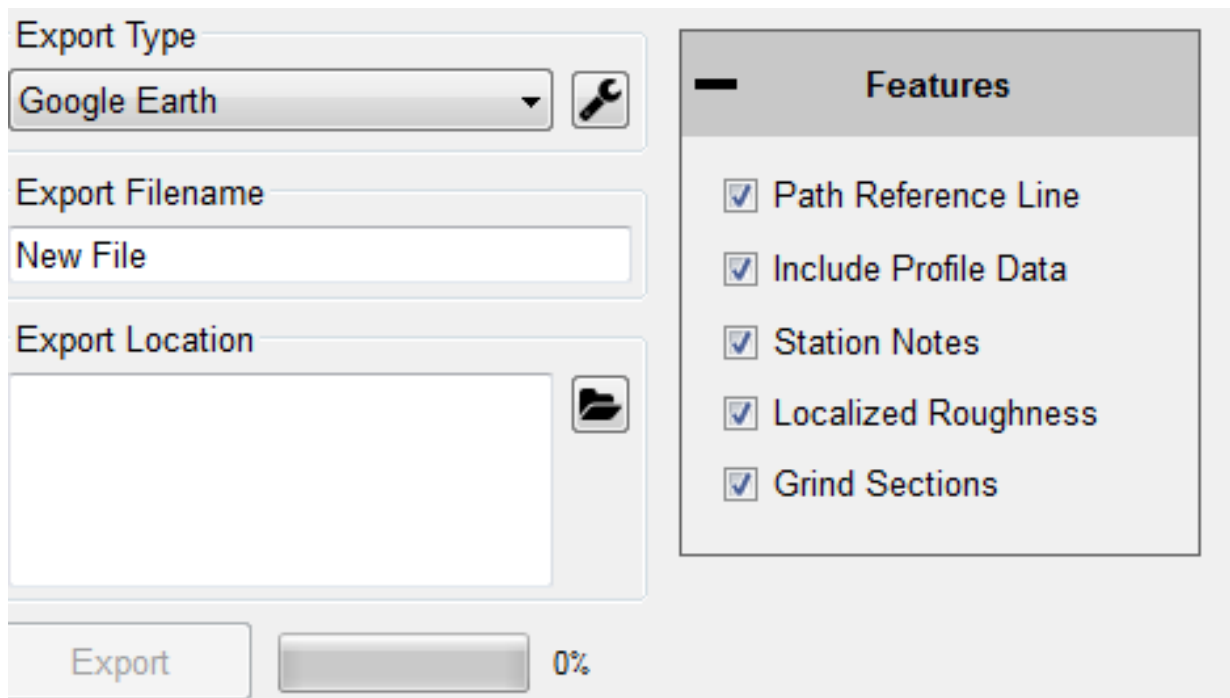 Export Type
Google Earth
Export Filename
New File
Export Location
Export
0%
Features
Path Reference Line
Include Profile Data
Station Notes
Localized Roughness
Grind Sections